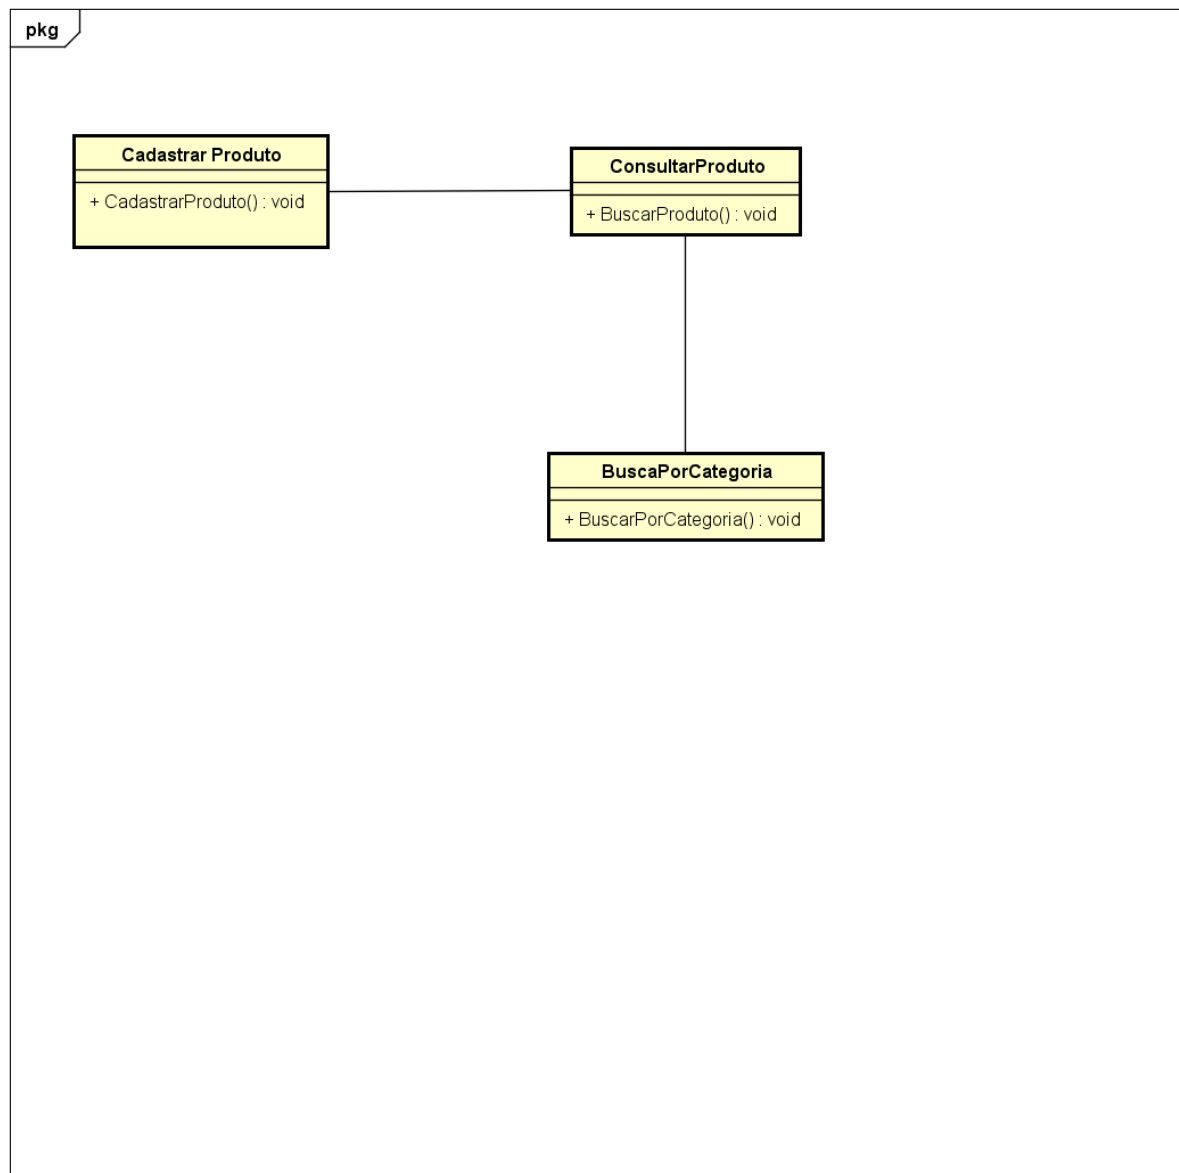 pkg
Cadastrar Produto
+ CadastrarProduto() : void
ConsultarProduto
+ BuscarProduto() : void
BuscaPorCategoria
+ BuscarPorCategoria() : void